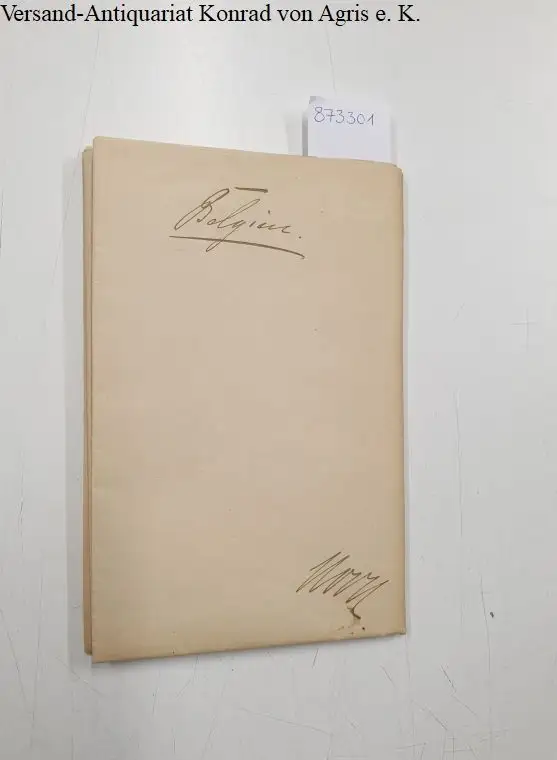 Versand-Antiquariat Konrad von Agris e. K.
873301
Belgien.